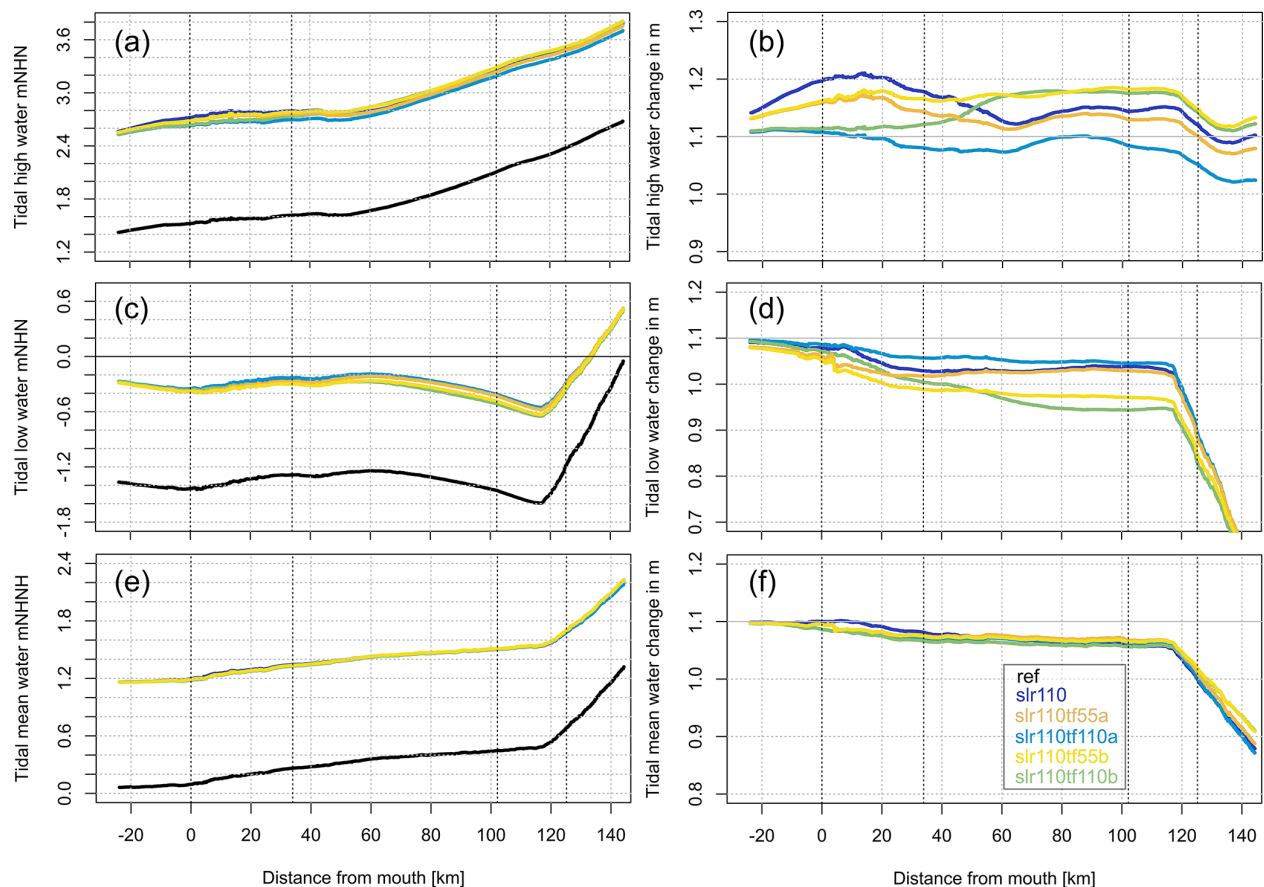 (a)
Tidal high water mNHN
3.6
3.0
2.4
1.8
1.2
(b)
Tidal high water change in m
1.3
1.2
1.1
1.0
0.9
(c)
Tidal low water mNHN
0.6
0.0
-0.6
-1.2
-1.8
(d)
Tidal low water change in m
1.2
1.1
1.0
0.9
0.8
0.7
(e)
Tidal mean water mNHNH
2.4
1.8
1.2
0.6
0.0
-20 0 20 40 60 80 100 120 140
Distance from mouth [km]
(f)
Tidal mean water change in m
1.2
1.1
1.0
0.9
0.8
ref
slr110
slr110tf55a
slr110tf110a
slr110tf55b
slr110tf110b
-20 0 20 40 60 80 100 120 140
Distance from mouth [km]